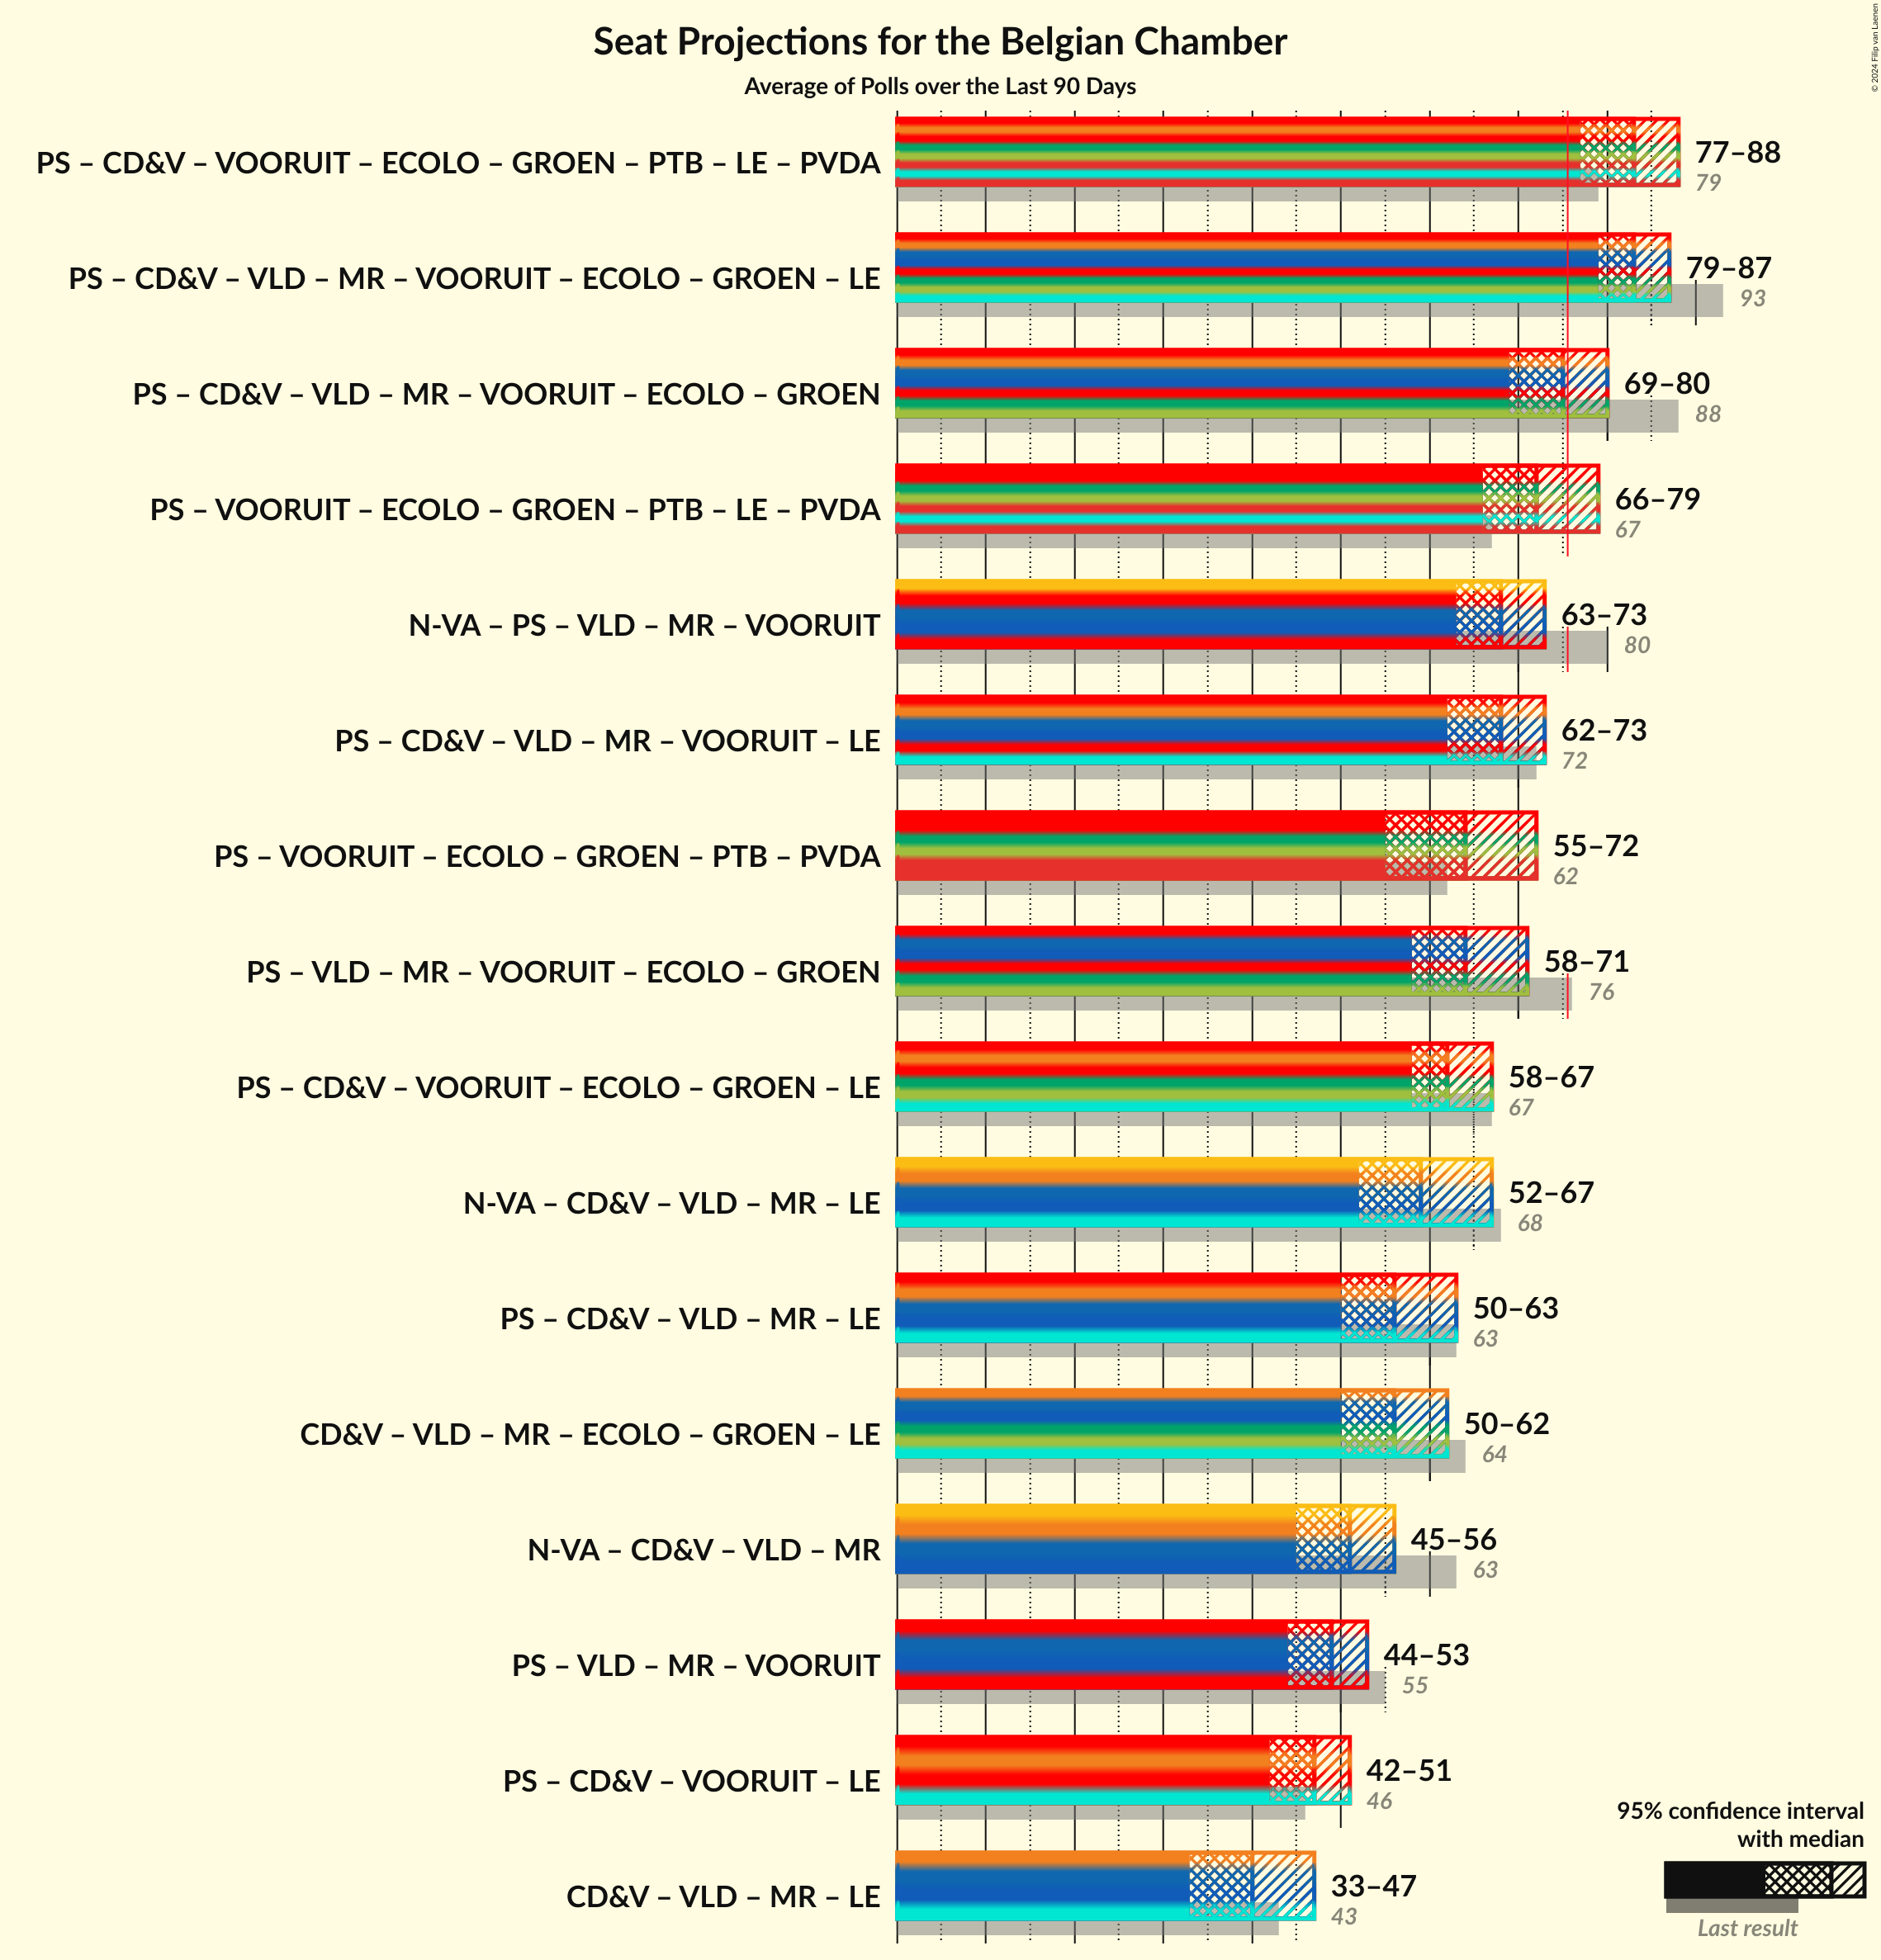 Seat Projections for the Belgian Chamber
Average of Polls over the Last 90 Days
© 2024 Filip van Laenen
PS – CD&V – VOORUIT – ECOLO – GROEN – PTB – LE – PVDA
77–88
79
PS – CD&V – VLD – MR – VOORUIT – ECOLO – GROEN – LE
79–87
93
PS – CD&V – VLD – MR – VOORUIT – ECOLO – GROEN
69–80
88
PS – VOORUIT – ECOLO – GROEN – PTB – LE – PVDA
66–79
67
N-VA – PS – VLD – MR – VOORUIT
63–73
80
PS – CD&V – VLD – MR – VOORUIT – LE
62–73
72
PS – VOORUIT – ECOLO – GROEN – PTB – PVDA
55–72
62
PS – VLD – MR – VOORUIT – ECOLO – GROEN
58–71
76
PS – CD&V – VOORUIT – ECOLO – GROEN – LE
58–67
67
N-VA – CD&V – VLD – MR – LE
52–67
68
PS – CD&V – VLD – MR – LE
50–63
63
CD&V – VLD – MR – ECOLO – GROEN – LE
50–62
64
N-VA – CD&V – VLD – MR
45–56
63
PS – VLD – MR – VOORUIT
44–53
55
PS – CD&V – VOORUIT – LE
42–51
46
CD&V – VLD – MR – LE
33–47
43
95% confidence interval
with median
Last result